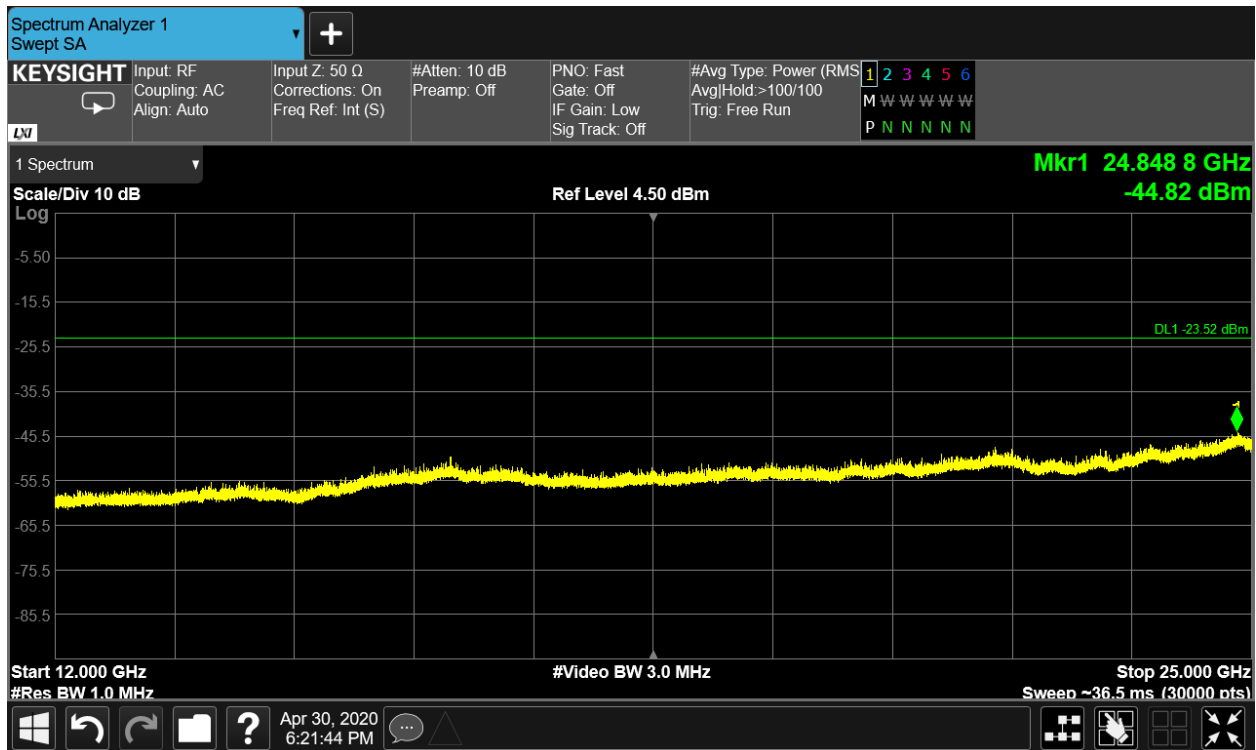 Spectrum Analyzer 1
Swept SA
KEYSIGHT
LXI
Input: RF
Coupling: AC
Align: Auto
Input Z: 50 Ω
Corrections: On
Freq Ref: Int (S)
#Atten: 10 dB
Preamp: Off
PNO: Fast
Gate: Off
IF Gain: Low
Sig Track: Off
#Avg Type: Power (RMS
Avg|Hold:>100/100
Trig: Free Run
1 2 3 4 5 6
M W W W W W
P N N N N N
1 Spectrum
Mkr1 24.848 8 GHz
-44.82 dBm
Scale/Div 10 dB
Ref Level 4.50 dBm
Log
-5.50
-15.5
DL1 -23.52 dBm
-25.5
-35.5
1
-45.5
-55.5
-65.5
-75.5
-85.5
Start 12.000 GHz
#Video BW 3.0 MHz
Stop 25.000 GHz
#Res BW 1.0 MHz
Sweep ~36.5 ms (30000 pts)
?
Apr 30, 2020
6:21:44 PM